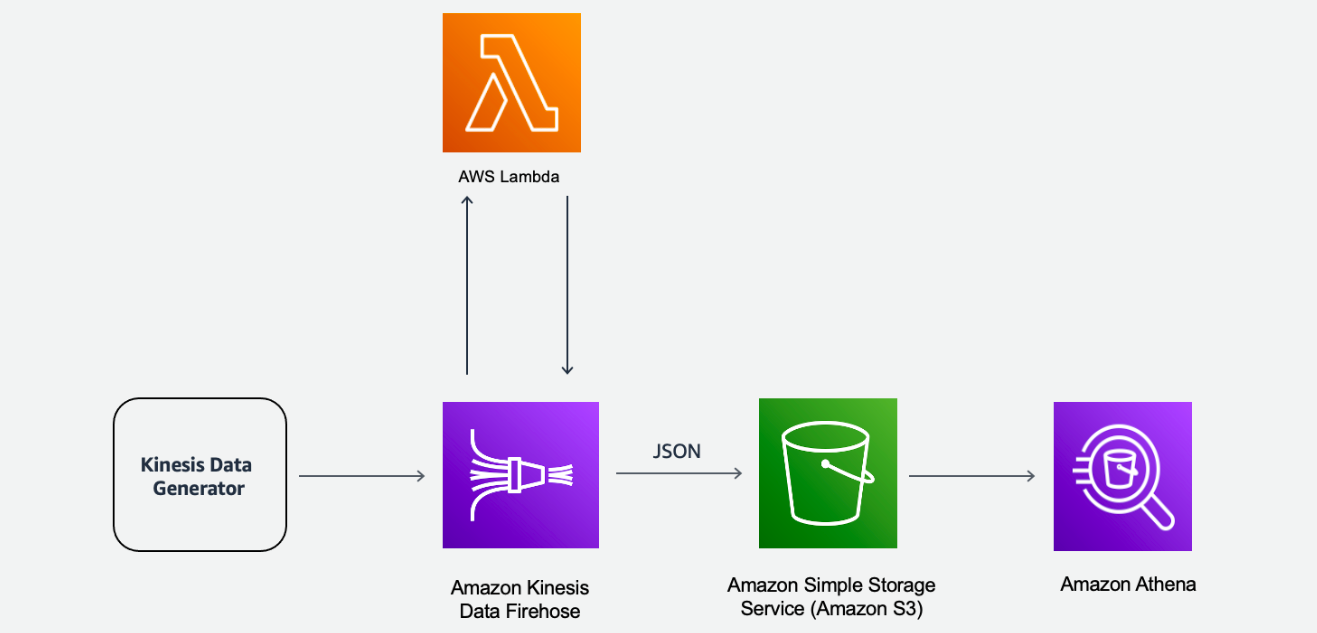 AWS Lambda
Kinesis Data
Generator
JSON
Amazon Kinesis
Data Firehose
Amazon Simple Storage
Service (Amazon S3)
Amazon Athena